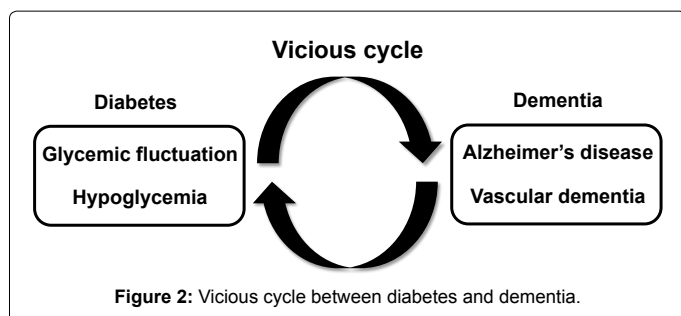 Vicious cycle
Diabetes
Glycemic fluctuation
Hypoglycemia
Dementia
Alzheimer's disease
Vascular dementia
Figure 2: Vicious cycle between diabetes and dementia.